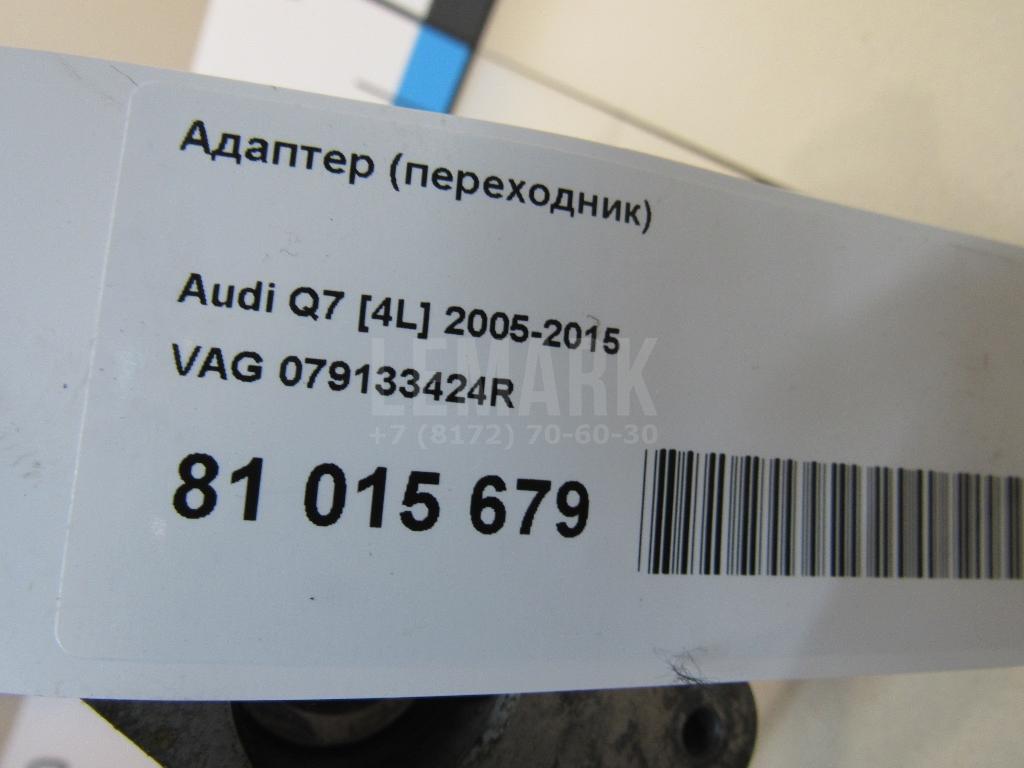 Адаптер (переходник)
Audi Q7 [4L] 2005-2015
VAG 079133424R
LEMARK
+7 (8172) 70-60-30
81 015 679